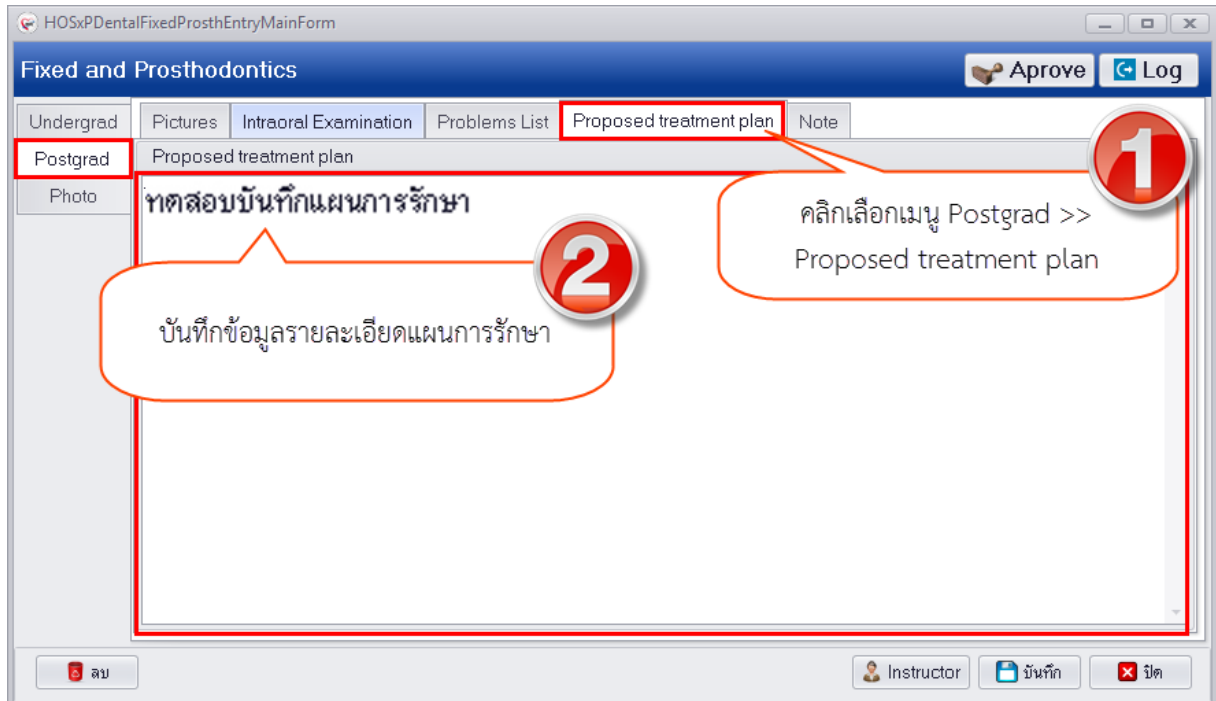 HOSxPDentalFixedProsthEntryMainForm
Fixed and Prosthodontics
Aprove
Log
Undergrad
Postgrad
Photo
Pictures
Intraoral Examination
Problems List
Proposed treatment plan
Note
Proposed treatment plan
ทดสอบบันทึกแผนการรักษา
1
คลิกเลือกเมนู Postgrad >>
Proposed treatment plan
2
บันทึกข้อมูลรายละเอียดแผนการรักษา
ลบ
Instructor
บันทึก
ปิด